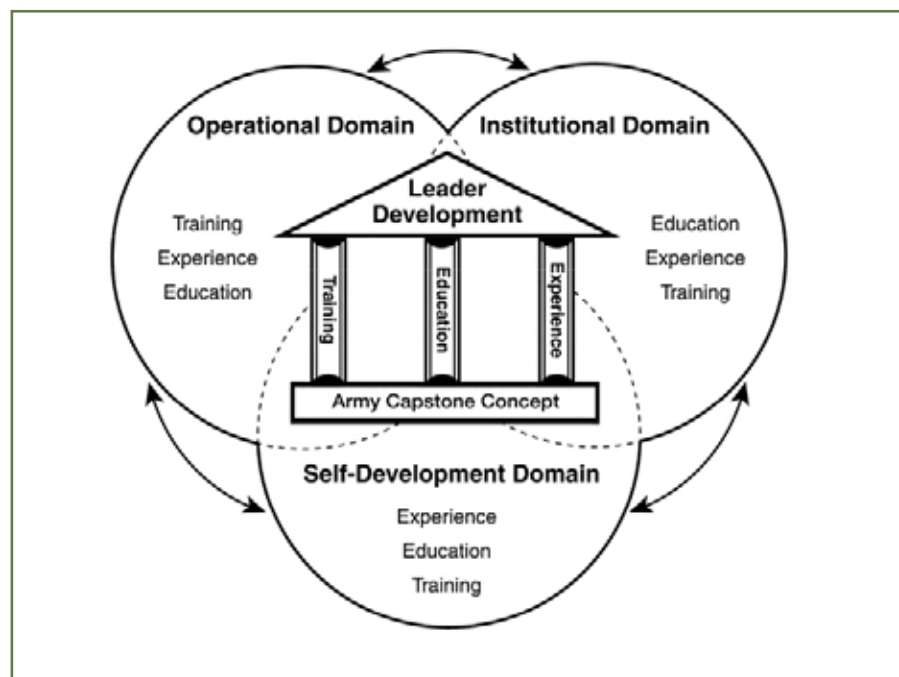 Operational Domain
Institutional Domain
Leader
Development
Training
Experience
Education
Education
Experience
Training
Training
Education
Experience
Army Capstone Concept
Self-Development Domain
Experience
Education
Training